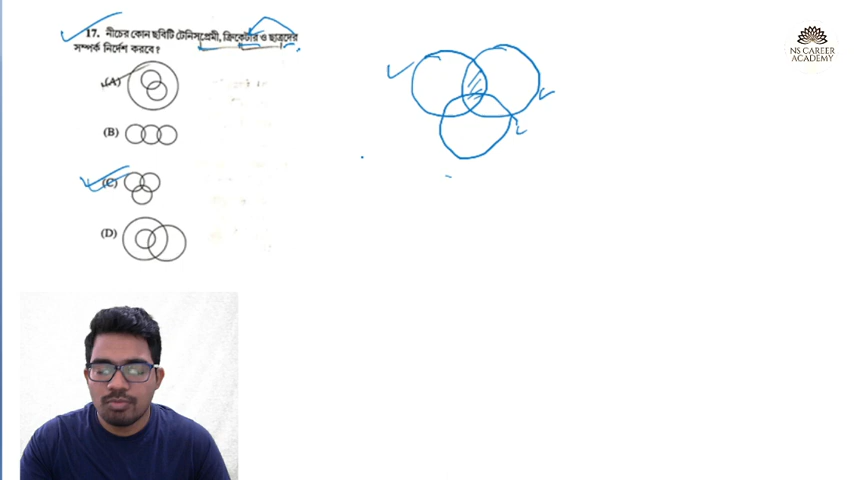 17. নীচের কোন ছবিটি টেনিসপ্রেমী, ক্রিকেটার ও ছাত্রদের
সম্পর্ক নির্দেশ করবে?
(A)
(B)
(C)
(D)
NS CAREER
ACADEMY